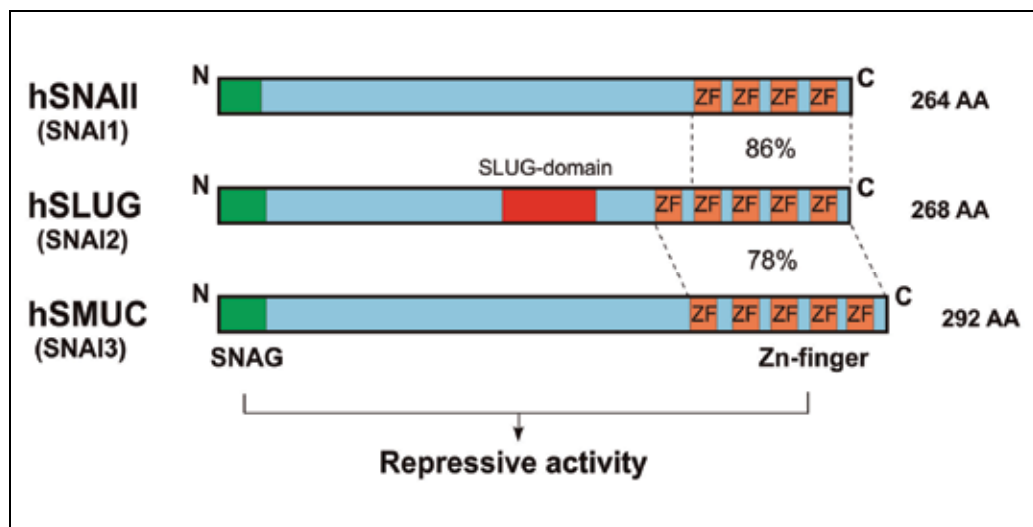 N
hSNAIl
(SNAI1)
ZF ZF ZF ZF
C
264 AA
86%
SLUG-domain
N
hSLUG
(SNAI2)
ZF ZF ZF ZF ZF
C
268 AA
78%
N
hSMUC
(SNAI3)
ZF ZF ZF ZF ZF
C
292 AA
SNAG
Zn-finger
Repressive activity